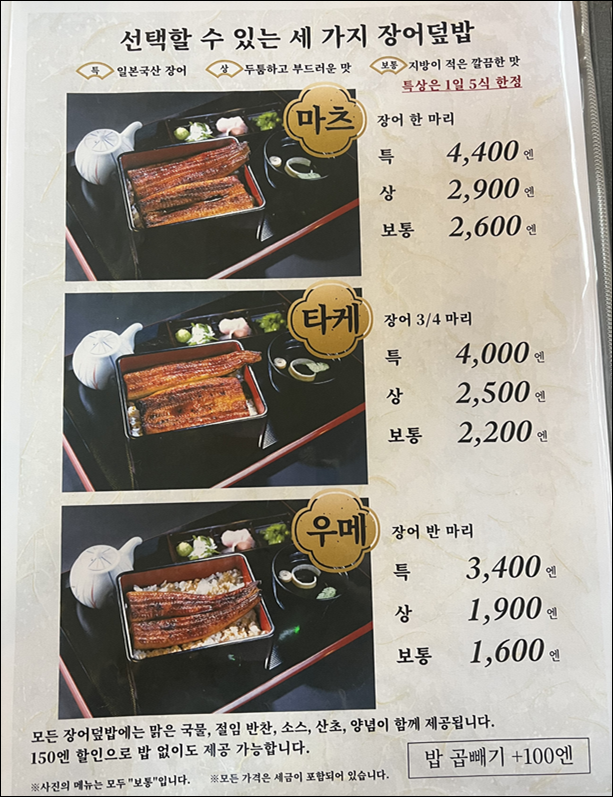 선택할 수 있는 세 가지 장어덮밥
특 일본국산 장어 상 두툼하고 부드러운 맛 보통 지방이 적은 깔끔한 맛
특상은 1일 5식 한정
마츠 장어 한 마리
특 4,400 엔
상 2,900 엔
보통 2,600 엔
타케 장어 3/4 마리
특 4,000 엔
상 2,500 엔
보통 2,200 엔
우메 장어 반 마리
특 3,400 엔
상 1,900 엔
보통 1,600 엔
모든 장어덮밥에는 맑은 국물, 절임 반찬, 소스, 산초, 양념이 함께 제공됩니다.
150엔 할인으로 밥 없이도 제공 가능합니다.
밥 곱빼기 +100엔
※사진의 메뉴는 모두 "보통"입니다. ※모든 가격은 세금이 포함되어 있습니다.